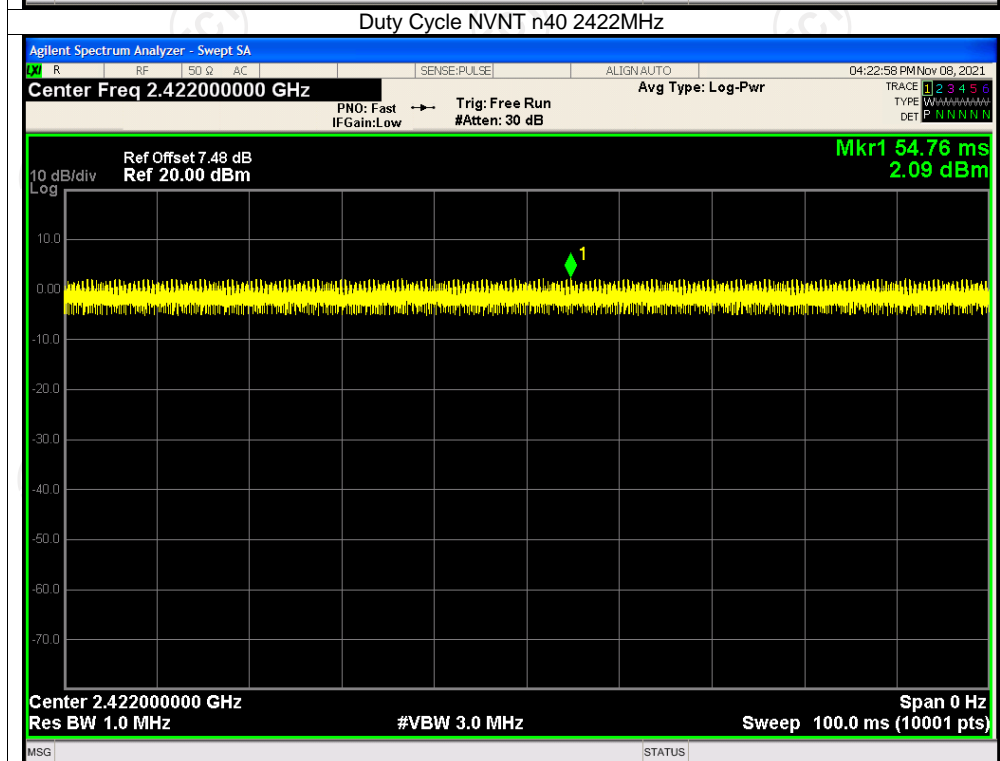 Duty Cycle NVNT n40 2422MHz
Agilent Spectrum Analyzer - Swept SA
LXI R RF 50 Ω AC SENSE:PULSE ALIGN AUTO 04:22:58 PM Nov 08, 2021
Center Freq 2.422000000 GHz Avg Type: Log-Pwr TRACE 1 2 3 4 5 6
PNO: Fast Trig: Free Run TYPE W
IFGain:Low #Atten: 30 dB DET P N N N N N
Mkr1 54.76 ms
Ref Offset 7.48 dB
10 dB/div Ref 20.00 dBm 2.09 dBm
Log
10.0
1
0.00
-10.0
-20.0
-30.0
-40.0
-50.0
-60.0
-70.0
Center 2.422000000 GHz Span 0 Hz
Res BW 1.0 MHz #VBW 3.0 MHz Sweep 100.0 ms (10001 pts)
MSG STATUS